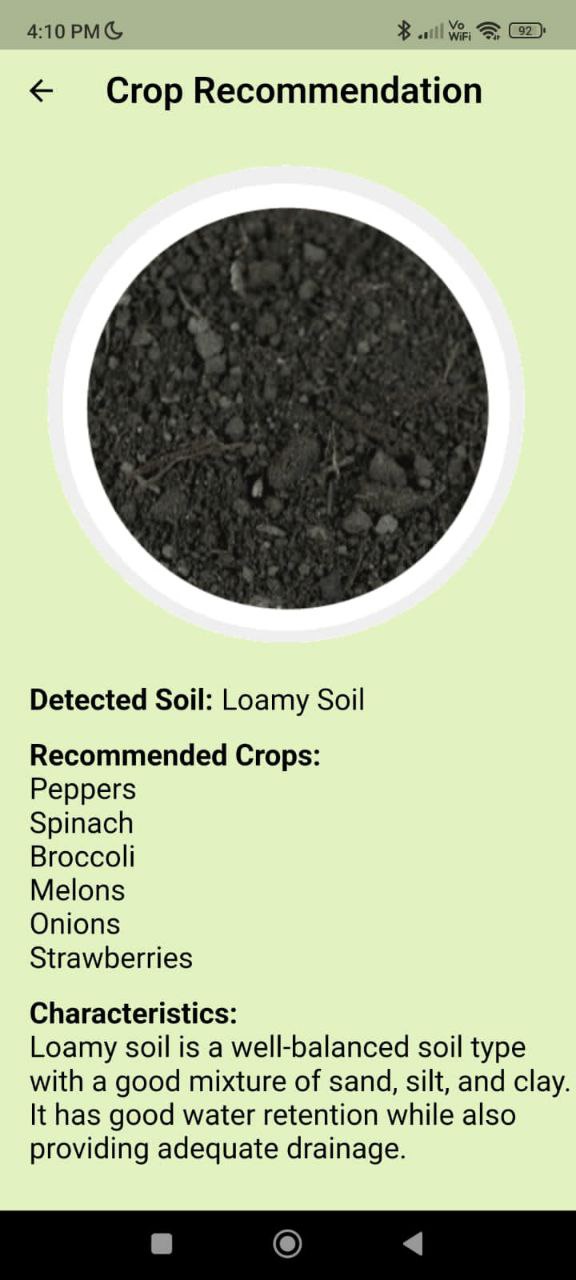 4:10 PM
Vo
WiFi
92
Crop Recommendation
Detected Soil: Loamy Soil
Recommended Crops:
Peppers
Spinach
Broccoli
Melons
Onions
Strawberries
Characteristics:
Loamy soil is a well-balanced soil type
with a good mixture of sand, silt, and clay.
It has good water retention while also
providing adequate drainage.